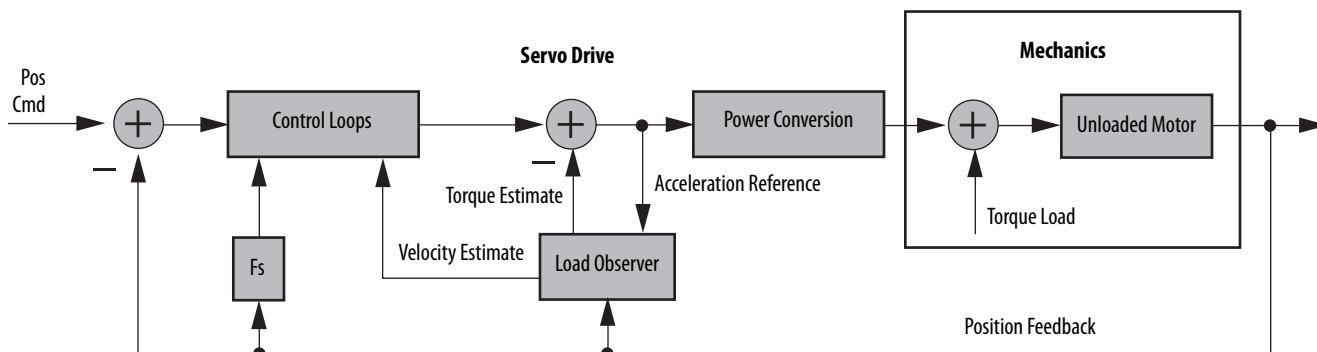 Servo Drive
Mechanics
Pos
Cmd
+
Control Loops
+
Power Conversion
+
Unloaded Motor
−
−
Torque Estimate
Acceleration Reference
Torque Load
Velocity Estimate
Fs
Load Observer
Position Feedback